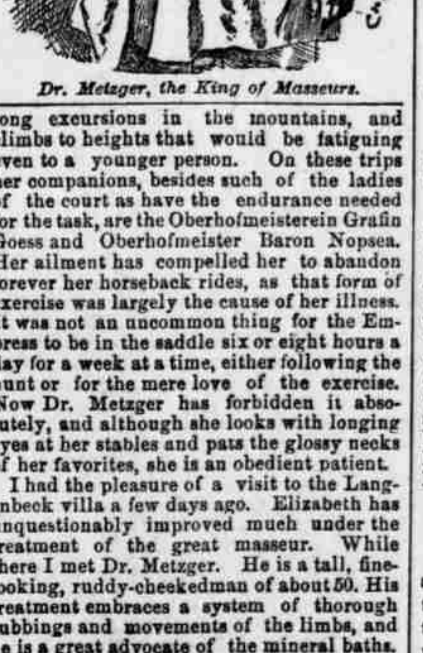 Dr. Metzger, the King of Masseurs.
ong excursions in the mountains, and
limbs to heights that would be fatiguing
ven to a younger person. On these trips
er companions, besides such of the ladies
f the court as have the endurance needed
or the task, are the Oberhofmeisterein Grafin
Goess and Oberhofmeister Baron Nopsea.
Her ailment has compelled her to abandon
orever her horseback rides, as that form of
xercise was largely the cause of her illness.
t was not an uncommon thing for the Em-
press to be in the saddle six or eight hours a
day for a week at a time, either following the
hunt or for the mere love of the exercise.
Now Dr. Metzger has forbidden it abso-
utely, and although she looks with longing
yes at her stables and pats the glossy necks
f her favorites, she is an obedient patient.
I had the pleasure of a visit to the Lang-
nbeck villa a few days ago. Elizabeth has
unquestionably improved much under the
reatment of the great masseur. While
here I met Dr. Metzger. He is a tall, fine-
ooking, ruddy-cheekedman of about 50. His
reatment embraces a system of thorough
ubbings and movements of the limbs, and
e is a great advocate of the mineral baths.